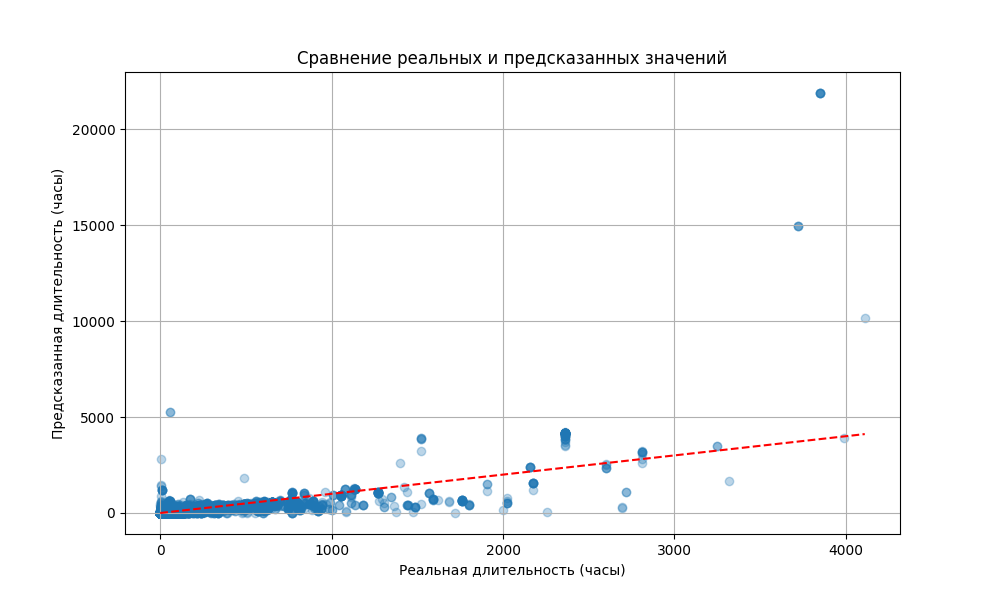 Сравнение реальных и предсказанных значений
Предсказанная длительность (часы)
20000
15000
10000
5000
0
0 1000 2000 3000 4000
Реальная длительность (часы)